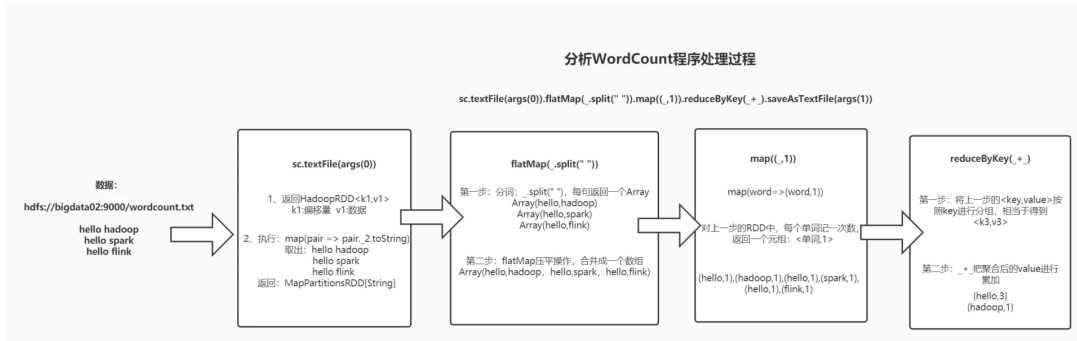 分析WordCount程序处理过程
sc.textFile(args(0)).flatMap(_.split(" ")).map((_,1)).reduceByKey(_+_).saveAsTextFile(args(1))
数据：
hdfs://bigdata02:9000/wordcount.txt
hello hadoop
hello spark
hello flink
sc.textFile(args(0))
1、返回HadoopRDD<k1,v1>
k1:偏移量 v1:数据
2、执行：map(pair => pair._2.toString)
取出：hello hadoop
hello spark
hello flink
返回：MapPartitionsRDD[String]
flatMap(_.split(" "))
第一步：分词：_.split(" ")，每句返回一个Array
Array(hello,hadoop)
Array(hello,spark)
Array(hello,flink)
第二步：flatMap压平操作，合并成一个数组
Array(hello,hadoop，hello,spark，hello,flink)
map((_,1))
map(word=>(word,1))
对上一步的RDD中，每个单词记一次数，
返回一个元组：<单词,1>
(hello,1),(hadoop,1),(hello,1),(spark,1),
(hello,1),(flink,1)
reduceByKey(_+_)
第一步：将上一步的<key,value>按
照key进行分组，相当于得到
<k3,v3>
第二步：_+_把聚合后的value进行
累加
(hello,3)
(hadoop,1)